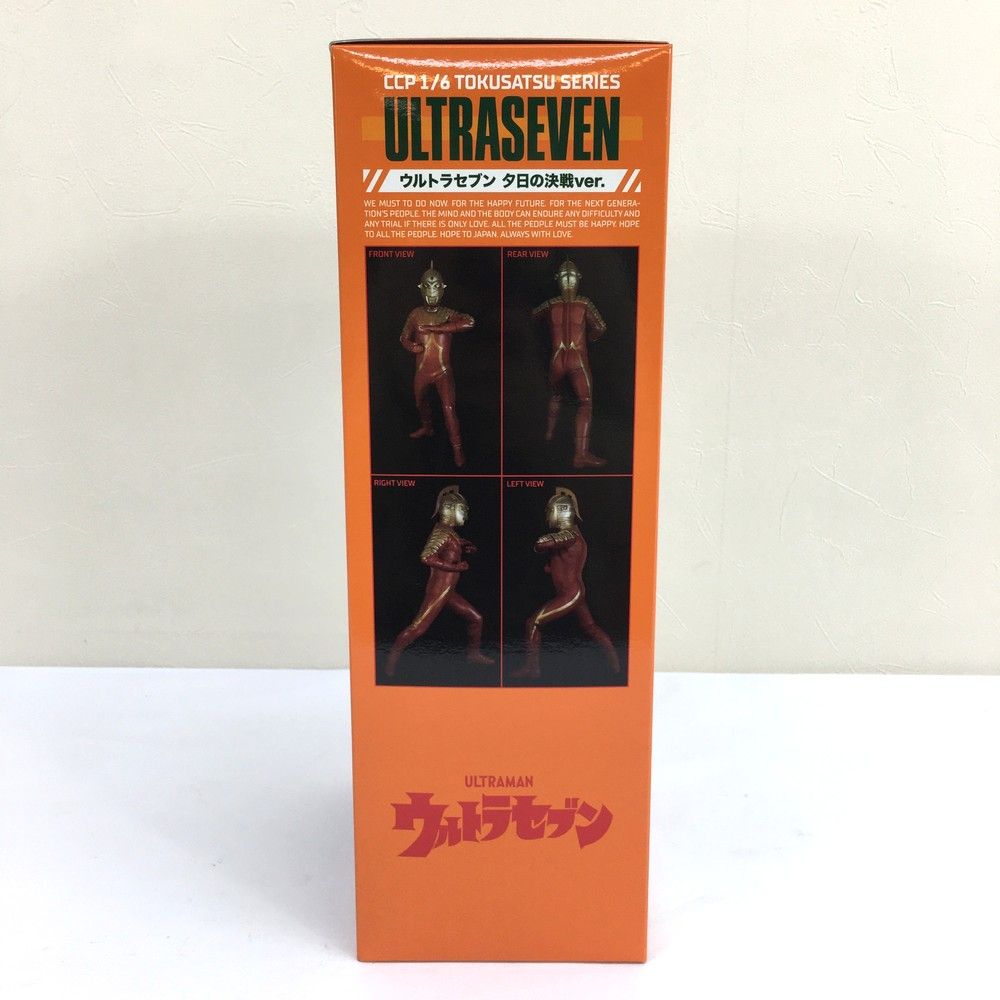 CCP 1/6 TOKUSATSU SERIES
ULTRASEVEN
ウルトラセブン 夕日の決戦ver.
WE MUST TO DO NOW. FOR THE HAPPY FUTURE. FOR THE NEXT GENERA-
TION'S PEOPLE. THE MIND AND THE BODY CAN ENDURE ANY DIFFICULTY AND
ANY TRIAL IF THERE IS ONLY LOVE. ALL THE PEOPLE MUST BE HAPPY. HOPE
TO ALL THE PEOPLE. HOPE TO JAPAN, ALWAYS WITH LOVE.
FRONT VIEW
REAR VIEW
RIGHT VIEW
LEFT VIEW
ULTRAMAN
ウルトラセブン